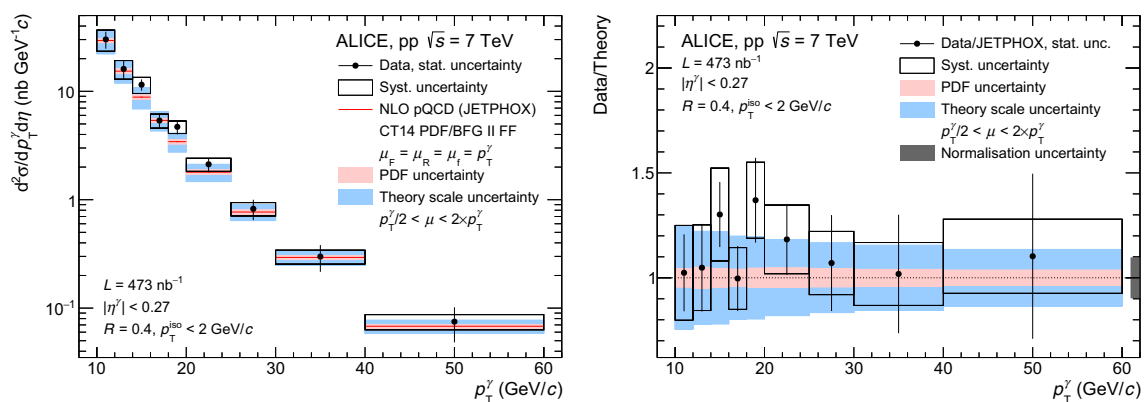 d²σ/dp_T^γ dη (nb GeV⁻¹c)
10
1
10⁻¹
ALICE, pp √s = 7 TeV
Data, stat. uncertainty
Syst. uncertainty
NLO pQCD (JETPHOX)
CT14 PDF/BFG II FF
μ_F = μ_R = μ_f = p_T^γ
PDF uncertainty
Theory scale uncertainty
p_T^γ/2 < μ < 2×p_T^γ
L = 473 nb⁻¹
|η^γ| < 0.27
R = 0.4, p_T^iso < 2 GeV/c
10 20 30 40 50 60
p_T^γ (GeV/c)
Data/Theory
2
1.5
1
0.5
ALICE, pp √s = 7 TeV
L = 473 nb⁻¹
|η^γ| < 0.27
R = 0.4, p_T^iso < 2 GeV/c
Data/JETPHOX, stat. unc.
Syst. uncertainty
PDF uncertainty
Theory scale uncertainty
p_T^γ/2 < μ < 2×p_T^γ
Normalisation uncertainty
10 20 30 40 50 60
p_T^γ (GeV/c)